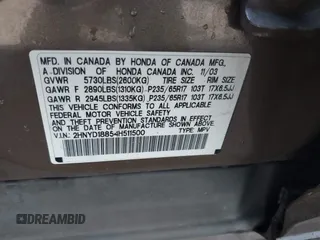 MFD. IN CANADA BY HONDA OF CANADA MFG.,
A DIVISION OF HONDA CANADA INC. 11/03
GVWR 5730LBS(2600KG) TIRE SIZE RIM SIZE
GAWR F 2890LBS(1310KG) P235/65R17 103T 17X6.5JJ
GAWR R 2945LBS(1335KG) P235/65R17 103T 17X6.5JJ
THIS VEHICLE CONFORMS TO ALL APPLICABLE
FEDERAL MOTOR VEHICLE SAFETY AND
THEFT PREVENTION STANDARDS IN EFFECT ON
THE DATE OF MANUFACTURE SHOWN ABOVE.
V.I.N.: 2HNYD18854H511500 TYPE: MPV
DREAMBID